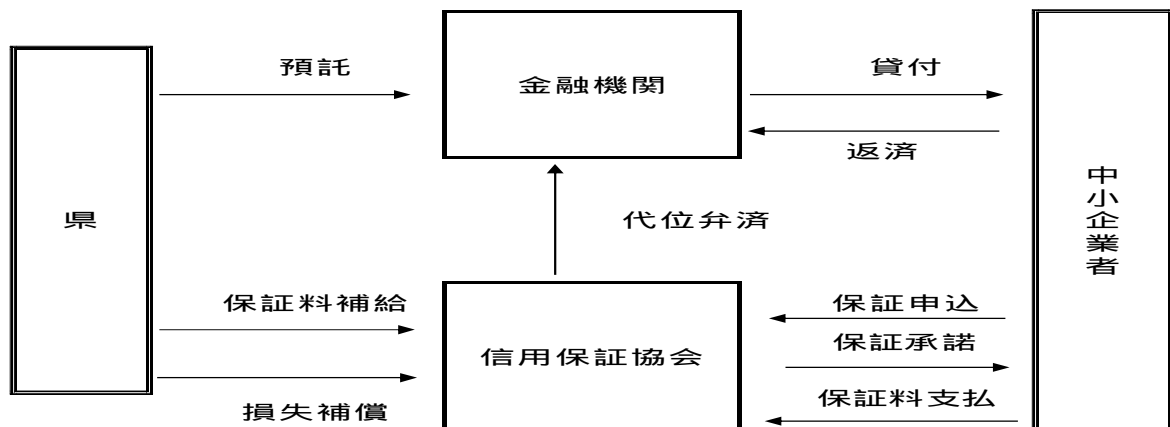 預託
金融機関
貸付
返済
県
代位弁済
中小企業者
保証料補給
保証申込
保証承諾
信用保証協会
損失補償
保証料支払